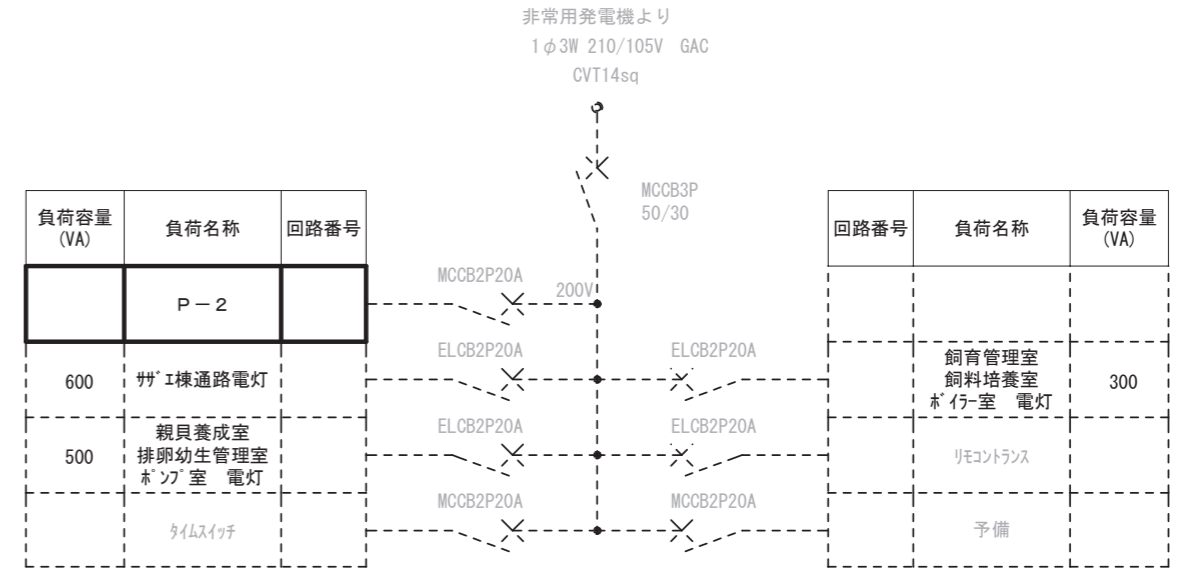 非常用発電機より
1φ3W 210/105V GAC
CVT14sq
MCCB3P
50/30
負荷容量
(VA)
負荷名称
回路番号
回路番号
負荷名称
負荷容量
(VA)
P－2
MCCB2P20A
200V
600
ｻｻﾞｴ棟通路電灯
ELCB2P20A
ELCB2P20A
飼育管理室
飼料培養室
ﾎﾞｲﾗｰ室 電灯
300
500
親貝養成室
排卵幼生管理室
ﾎﾟﾝﾌﾟ室 電灯
ELCB2P20A
ELCB2P20A
ﾘﾓｺﾝﾄﾗﾝｽ
ﾀｲﾑｽｲｯﾁ
MCCB2P20A
MCCB2P20A
予備